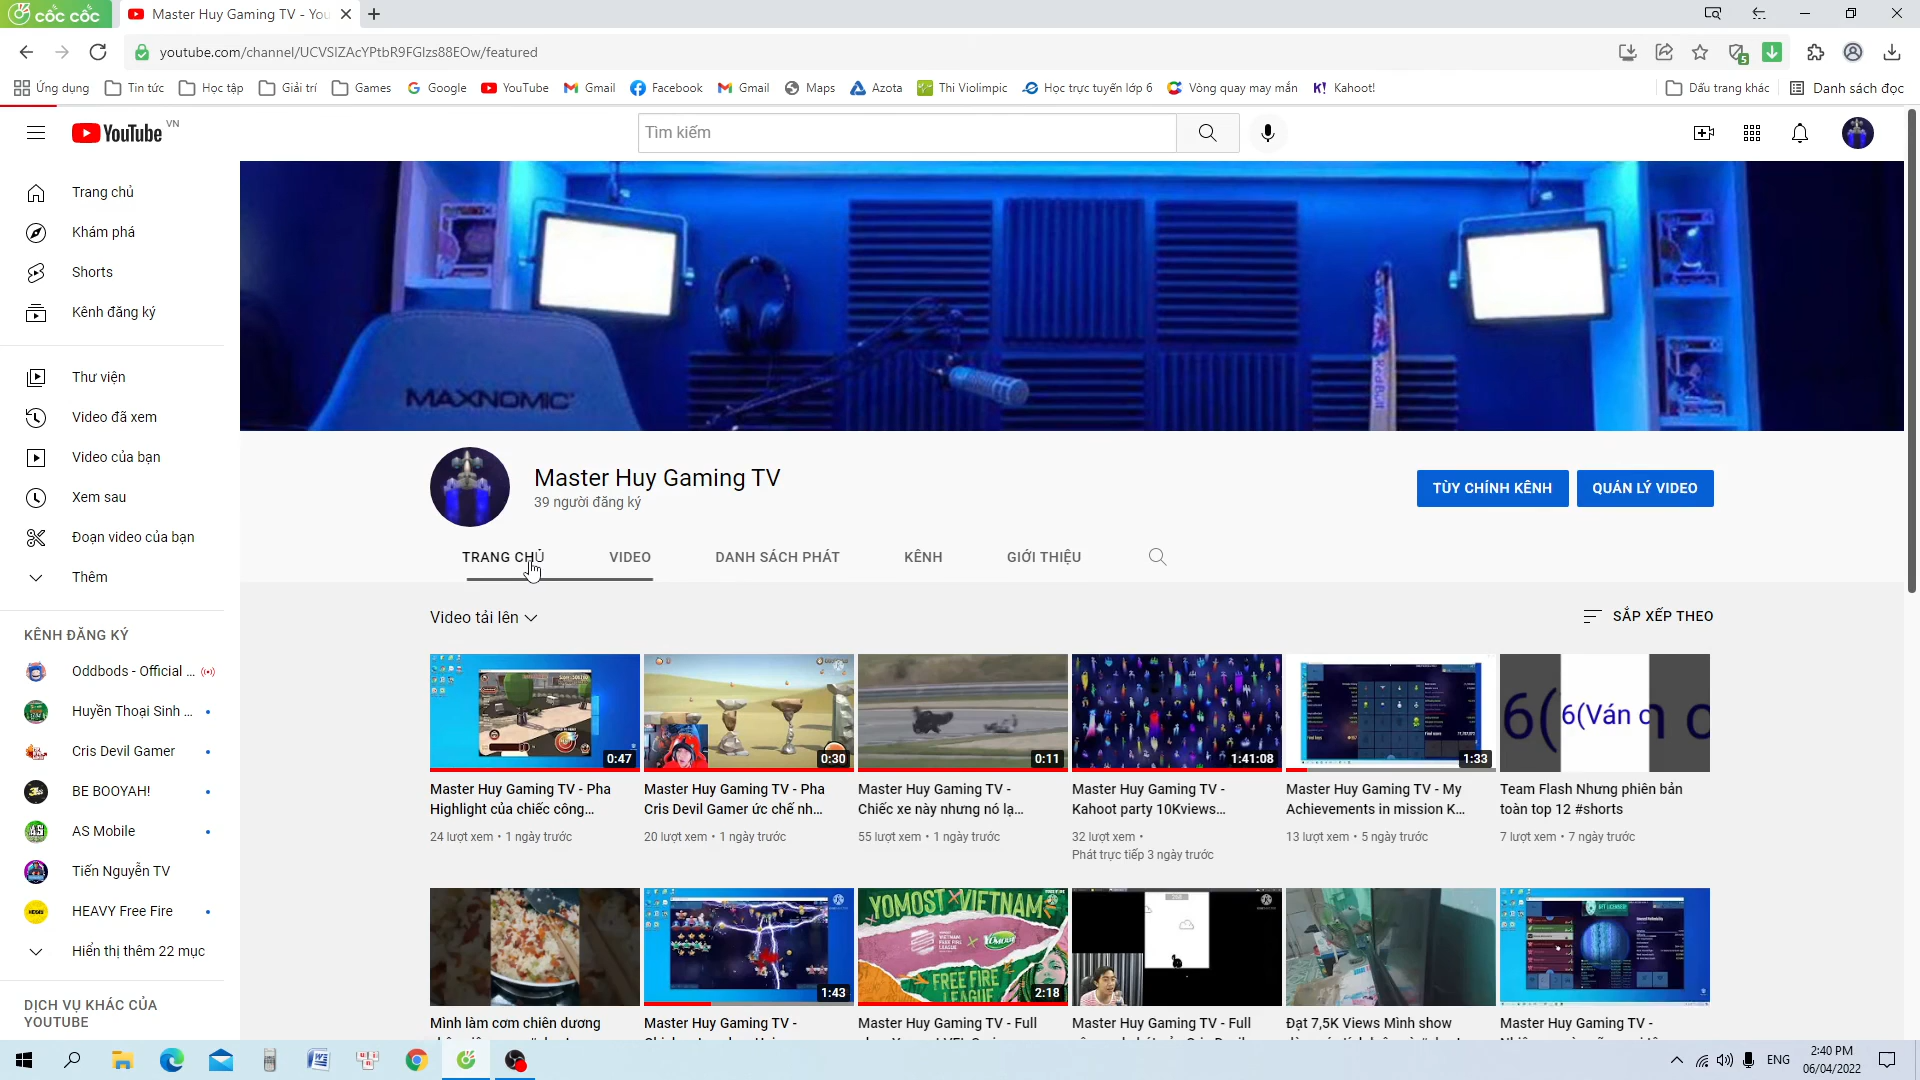 cốc cốc
Master Huy Gaming TV - You
youtube.com/channel/UCVSIZAcYPtbR9FGIzs88EOw/featured
5
Ứng dụng
Tin tức
Học tập
Giải trí
Games
Google
YouTube
Gmail
Facebook
Gmail
Maps
Azota
Thi Violimpic
Học trực tuyến lớp 6
Vòng quay may mắn
Kahoot!
Dấu trang khác
Danh sách đọc
YouTube VN
Tìm kiếm
Trang chủ
Khám phá
Shorts
Kênh đăng ký
Thư viện
Video đã xem
Video của bạn
Xem sau
Đoạn video của bạn
Thêm
KÊNH ĐĂNG KÝ
Oddbods - Official ...
Huyền Thoại Sinh ...
Cris Devil Gamer
BE BOOYAH!
AS Mobile
Tiến Nguyễn TV
HEAVY Free Fire
Hiển thị thêm 22 mục
DỊCH VỤ KHÁC CỦA
YOUTUBE
MAXNOMIC
RedBull
Master Huy Gaming TV
39 người đăng ký
TÙY CHỈNH KÊNH
QUẢN LÝ VIDEO
TRANG CHỦ
VIDEO
DANH SÁCH PHÁT
KÊNH
GIỚI THIỆU
Video tải lên
SẮP XẾP THEO
0:47
0:30
0:11
1:41:08
1:33
6(Ván c
Master Huy Gaming TV - Pha
Highlight của chiếc công...
24 lượt xem • 1 ngày trước
Master Huy Gaming TV - Pha
Cris Devil Gamer ức chế nh...
20 lượt xem • 1 ngày trước
Master Huy Gaming TV -
Chiếc xe này nhưng nó lạ...
55 lượt xem • 1 ngày trước
Master Huy Gaming TV -
Kahoot party 10Kviews...
32 lượt xem •
Phát trực tiếp 3 ngày trước
Master Huy Gaming TV - My
Achievements in mission K...
13 lượt xem • 5 ngày trước
Team Flash Nhưng phiên bản
toàn top 12 #shorts
7 lượt xem • 7 ngày trước
1:43
YOMOST VIETNAM
FREE FIRE
LEAGUE
2:18
Mình làm cơm chiên dương
Master Huy Gaming TV -
Master Huy Gaming TV - Full
Master Huy Gaming TV - Full
Đạt 7,5K Views Mình show
Master Huy Gaming TV -
ENG
2:40 PM
06/04/2022